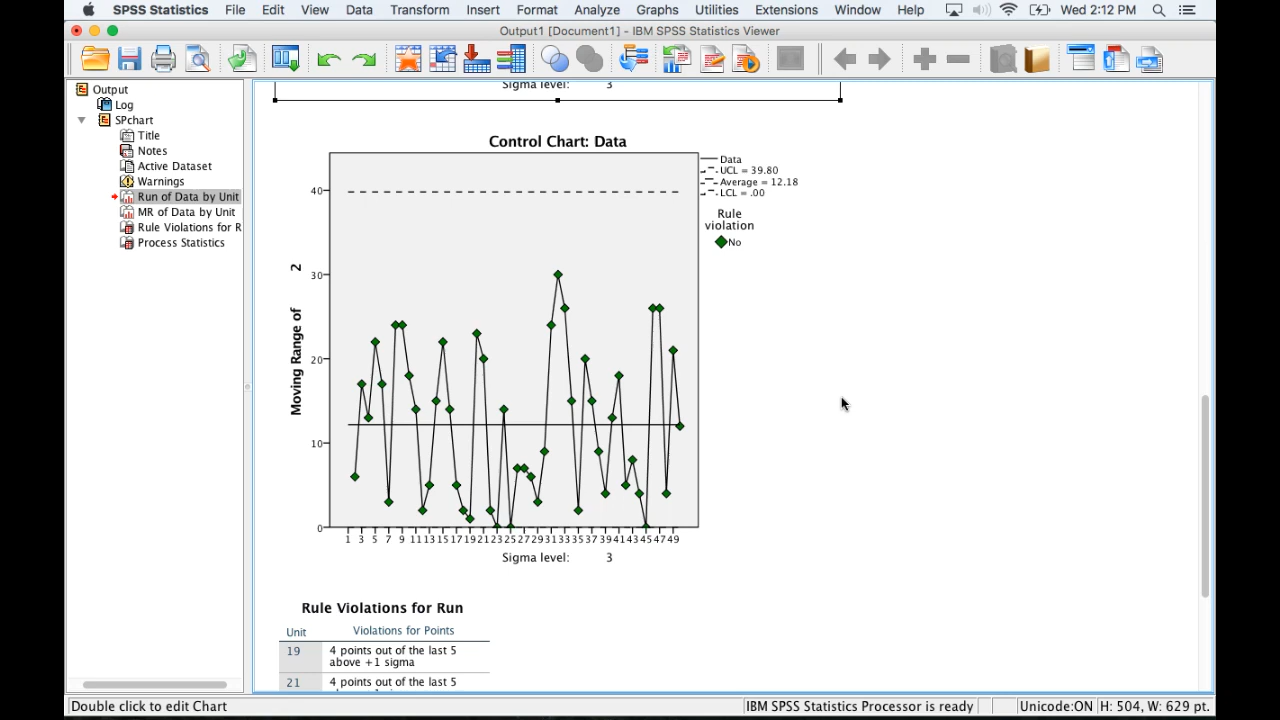 SPSS Statistics File Edit View Data Transform Insert Format Analyze Graphs Utilities Extensions Window Help Wed 2:12 PM
Output1 [Document1] - IBM SPSS Statistics Viewer
Output
Log
SPchart
Title
Notes
Active Dataset
Warnings
Run of Data by Unit
MR of Data by Unit
Rule Violations for R
Process Statistics
Sigma level: 3
Control Chart: Data
Data
UCL = 39.80
Average = 12.18
LCL = .00
Rule
violation
No
Moving Range of 2
40
30
20
10
0
1 3 5 7 9 11 13 15 17 19 21 23 25 27 29 31 33 35 37 39 41 43 45 47 49
Sigma level: 3
Rule Violations for Run
Unit Violations for Points
19 4 points out of the last 5
above +1 sigma
21 4 points out of the last 5
Double click to edit Chart IBM SPSS Statistics Processor is ready Unicode:ON H: 504, W: 629 pt.